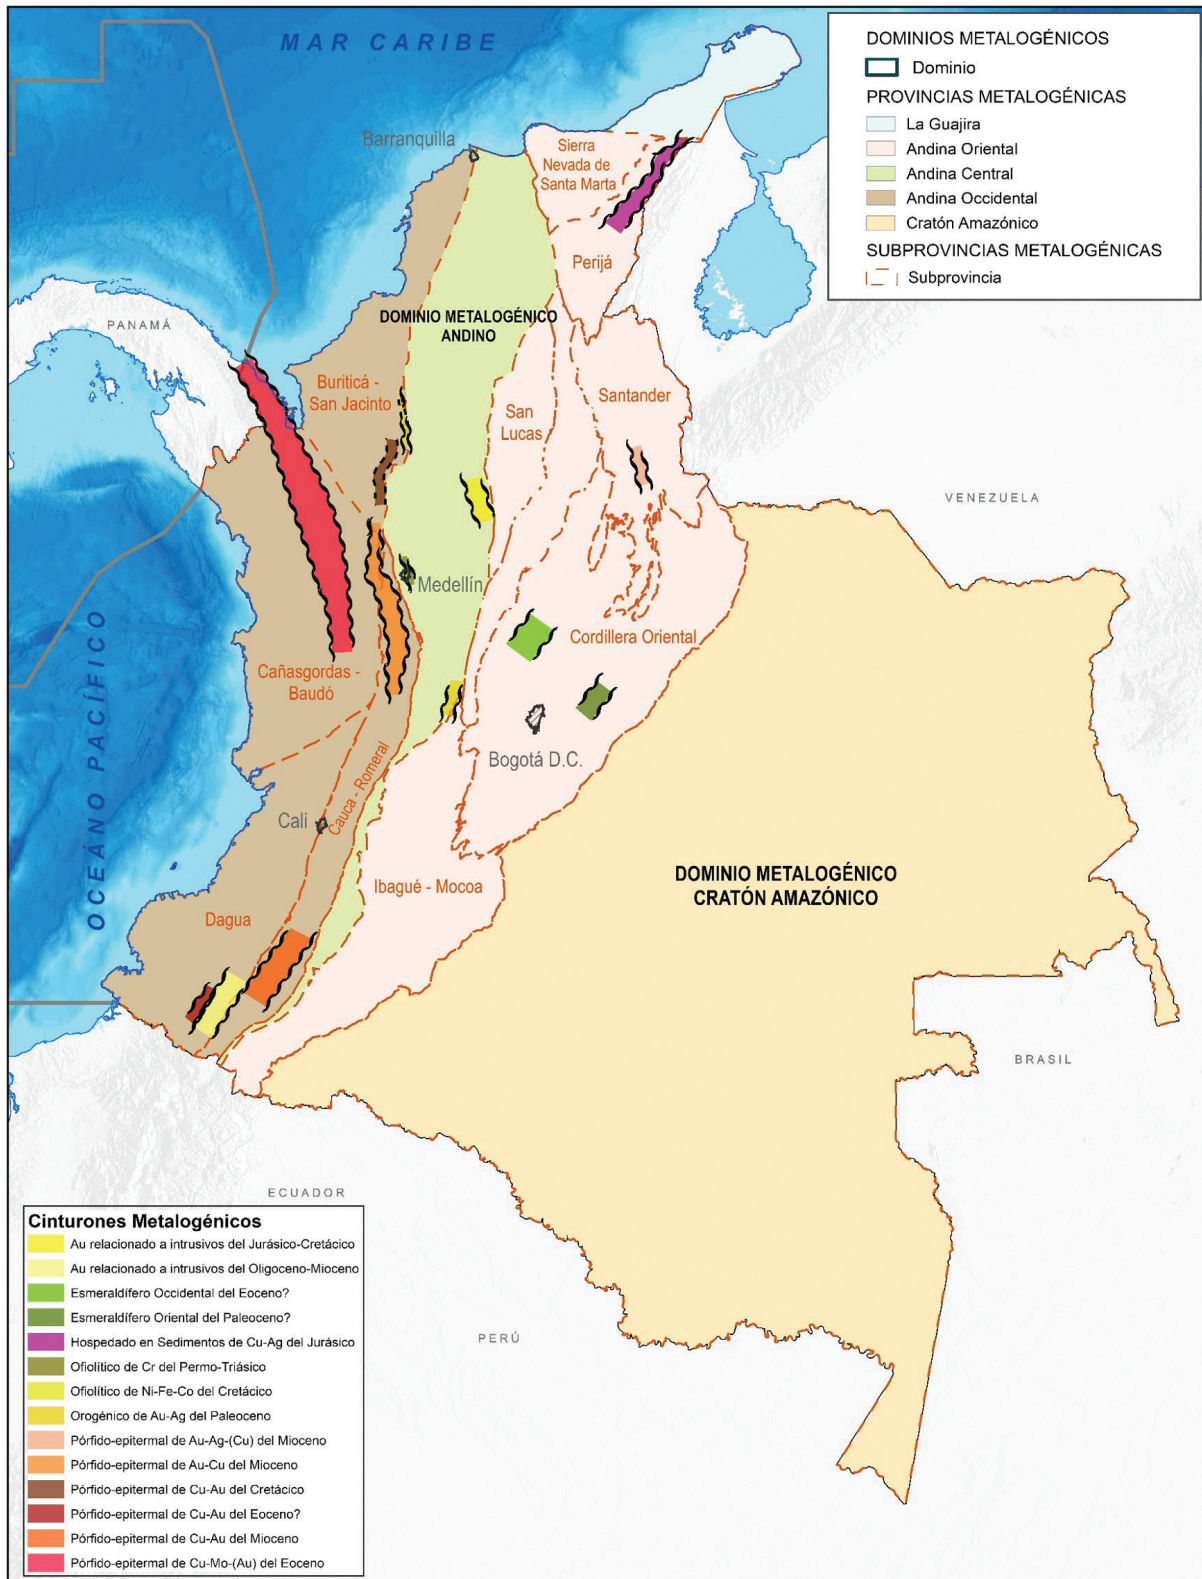 MAR CARIBE
DOMINIOS METALOGÉNICOS
Dominio
PROVINCIAS METALOGÉNICAS
La Guajira
Andina Oriental
Andina Central
Andina Occidental
Cratón Amazónico
SUBPROVINCIAS METALOGÉNICAS
Subprovincia
Barranquilla
Sierra
Nevada de
Santa Marta
Perijá
PANAMÁ
DOMINIO METALOGÉNICO
ANDINO
Buriticá -
San Jacinto
San
Lucas
Santander
VENEZUELA
Medellín
OCEÁNO PACÍFICO
Cordillera Oriental
Cañasgordas -
Baudó
Bogotá D.C.
Cauca - Romeral
Cali
DOMINIO METALOGÉNICO
CRATÓN AMAZÓNICO
Ibagué - Mocoa
Dagua
BRASIL
ECUADOR
PERÚ
Cinturones Metalogénicos
Au relacionado a intrusivos del Jurásico-Cretácico
Au relacionado a intrusivos del Oligoceno-Mioceno
Esmeraldífero Occidental del Eoceno?
Esmeraldífero Oriental del Paleoceno?
Hospedado en Sedimentos de Cu-Ag del Jurásico
Ofiolítico de Cr del Permo-Triásico
Ofiolítico de Ni-Fe-Co del Cretácico
Orogénico de Au-Ag del Paleoceno
Pórfido-epitermal de Au-Ag-(Cu) del Mioceno
Pórfido-epitermal de Au-Cu del Mioceno
Pórfido-epitermal de Cu-Au del Cretácico
Pórfido-epitermal de Cu-Au del Eoceno?
Pórfido-epitermal de Cu-Au del Mioceno
Pórfido-epitermal de Cu-Mo-(Au) del Eoceno